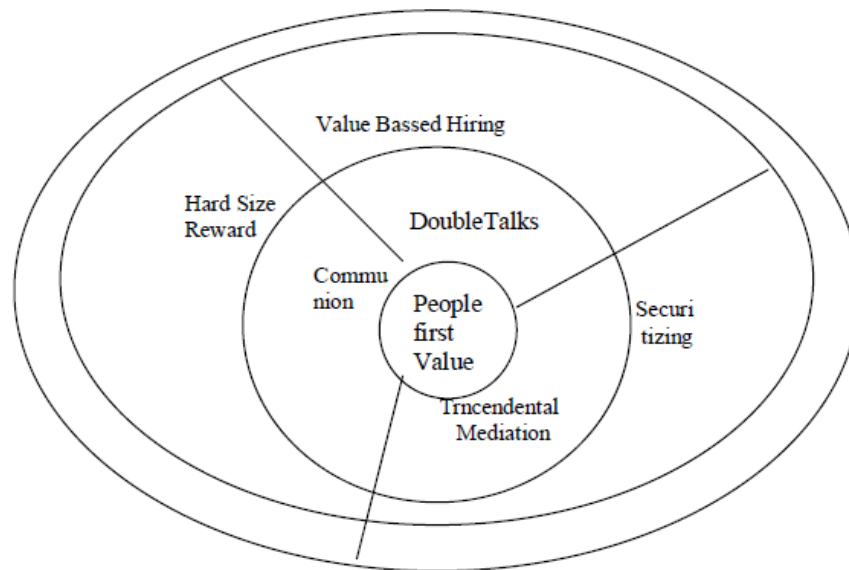 Value Bassed Hiring
Hard Size
Reward
DoubleTalks
Commu
nion
People
first
Value
Securi
tizing
Trncendental
Mediation